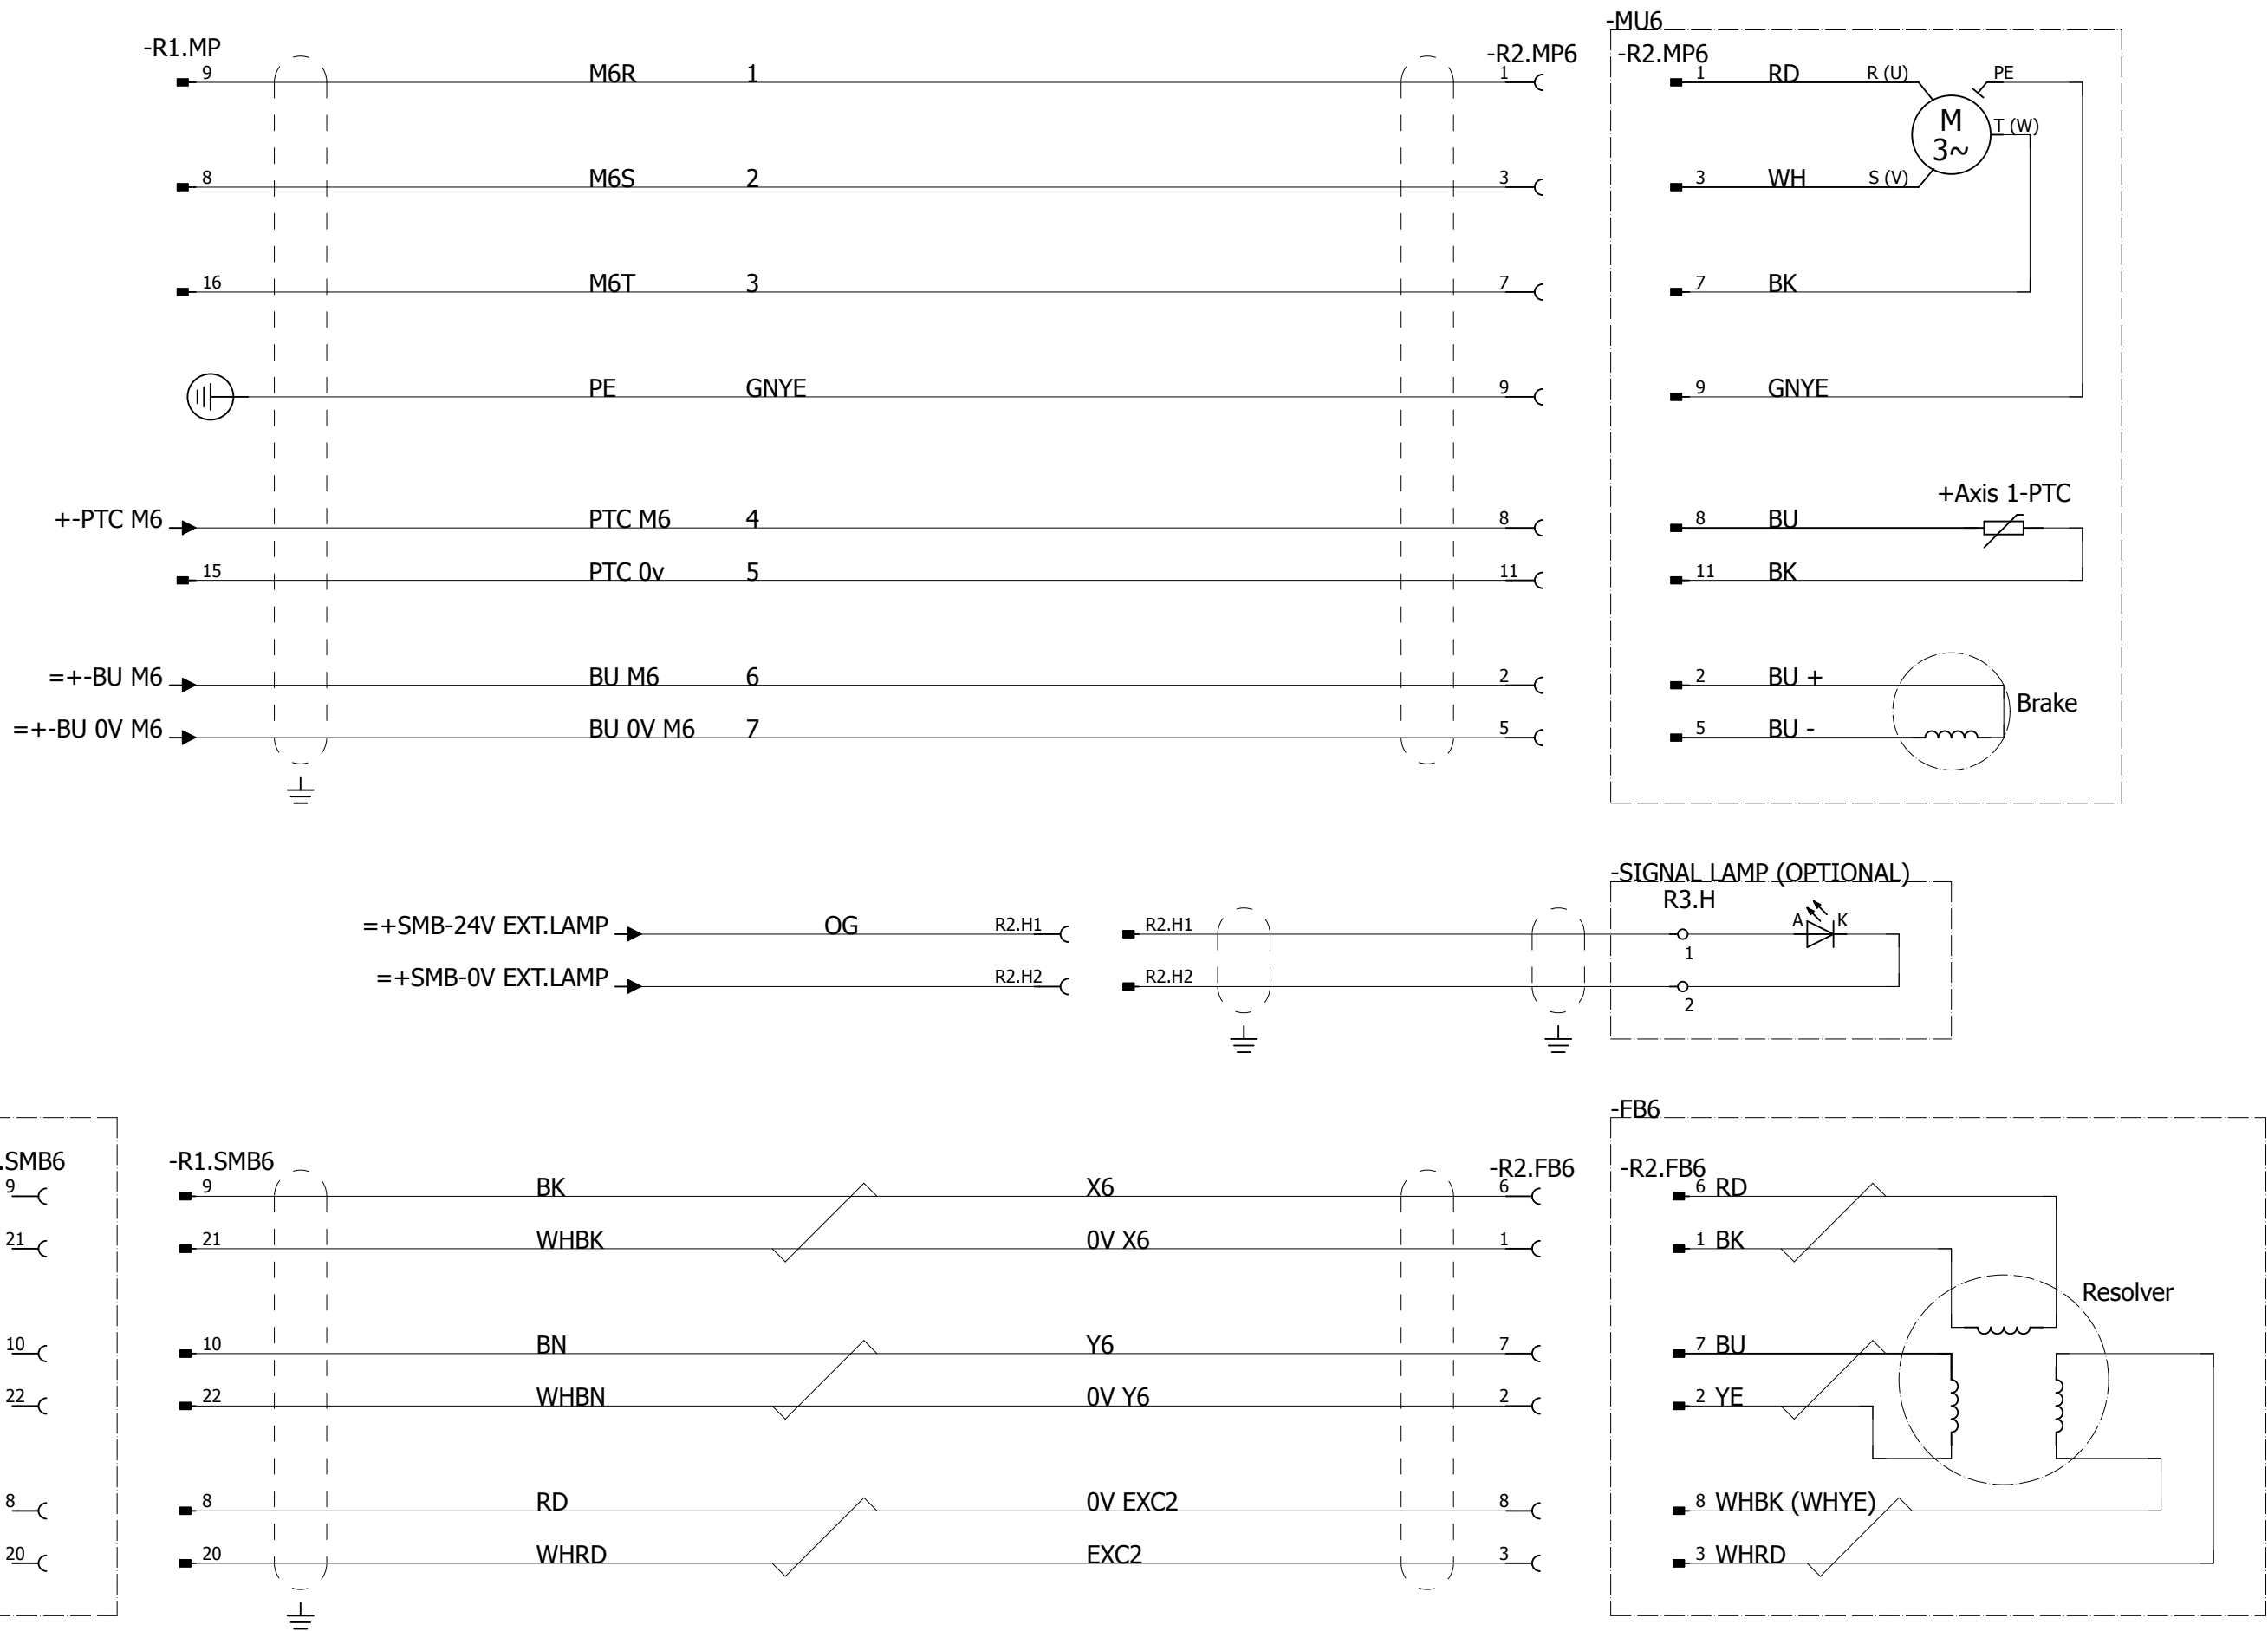 -MU6
-R1.MP -R2.MP6 -R2.MP6
9 M6R 1 1 1 RD R (U) PE
M
3~
T (W)
8 M6S 2 3 3 WH S (V)
16 M6T 3 7 7 BK
PE GNYE 9 9 GNYE
+Axis 1-PTC
+-PTC M6 PTC M6 4 8 8 BU
15 PTC 0v 5 11 11 BK
=+-BU M6 BU M6 6 2 2 BU +
Brake
=+-BU 0V M6 BU 0V M6 7 5 5 BU -
-SIGNAL LAMP (OPTIONAL)
R3.H
=+SMB-24V EXT.LAMP OG R2.H1 R2.H1 A K
1
=+SMB-0V EXT.LAMP R2.H2 R2.H2
2
-FB6
.SMB6 -R1.SMB6 -R2.FB6 -R2.FB6
9 9 BK X6 6 6 RD
21 21 WHBK 0V X6 1 1 BK
Resolver
10 10 BN Y6 7 7 BU
22 22 WHBN 0V Y6 2 2 YE
8 8 RD 0V EXC2 8 8 WHBK (WHYE)
20 20 WHRD EXC2 3 3 WHRD